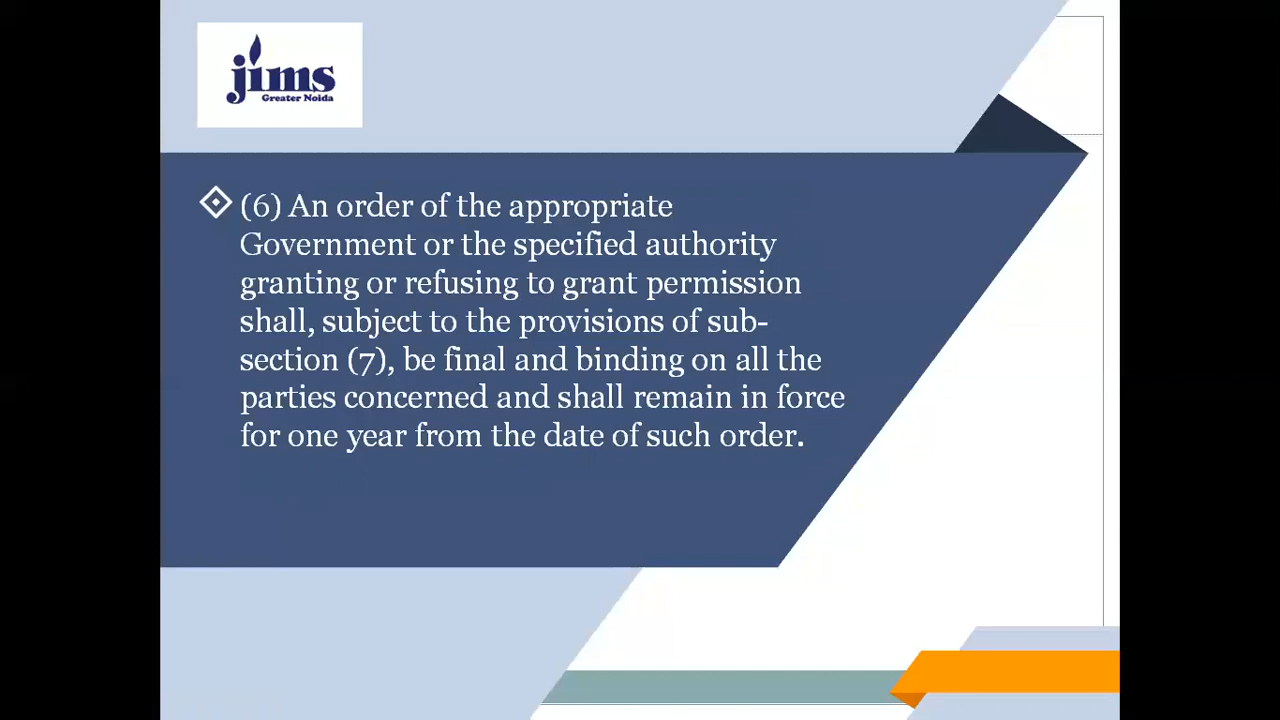 jims
Greater Noida
(6) An order of the appropriate
Government or the specified authority
granting or refusing to grant permission
shall, subject to the provisions of sub-
section (7), be final and binding on all the
parties concerned and shall remain in force
for one year from the date of such order.